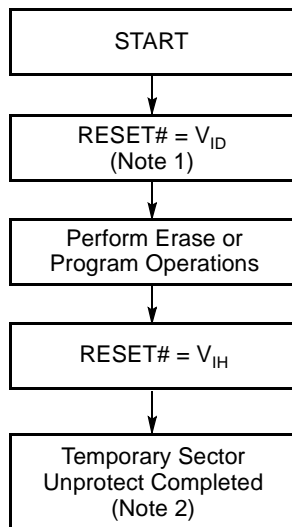 START
RESET# = VID
(Note 1)
Perform Erase or
Program Operations
RESET# = VIH
Temporary Sector
Unprotect Completed
(Note 2)